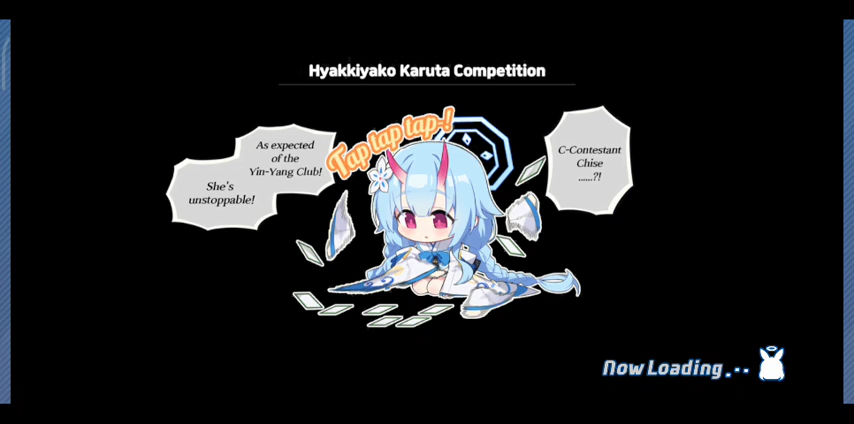 Hyakkiyako Karuta Competition
Tap tap tap-!
As expected
of the
Yin-Yang Club!
She's
unstoppable!
C-Contestant
Chise
......?!
Now Loading...